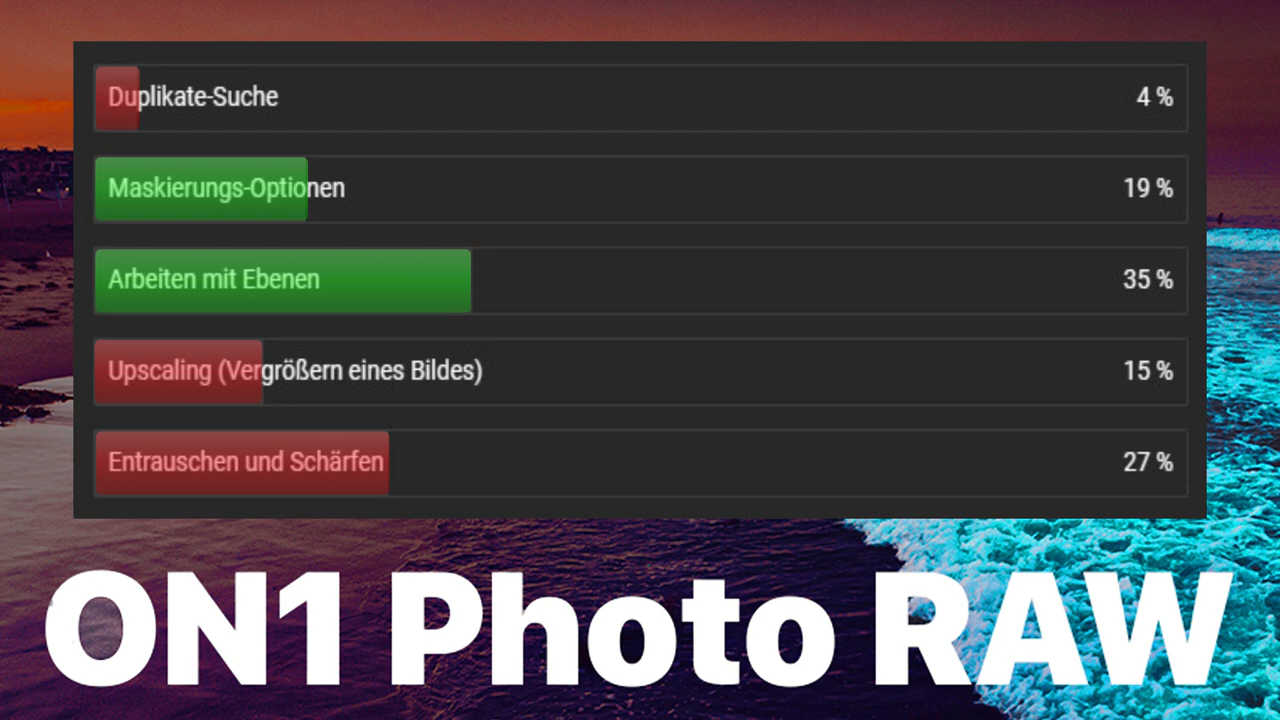 Duplikate-Suche 4 %
Maskierungs-Optionen 19 %
Arbeiten mit Ebenen 35 %
Upscaling (Vergrößern eines Bildes) 15 %
Entrauschen und Schärfen 27 %
ON1 Photo RAW